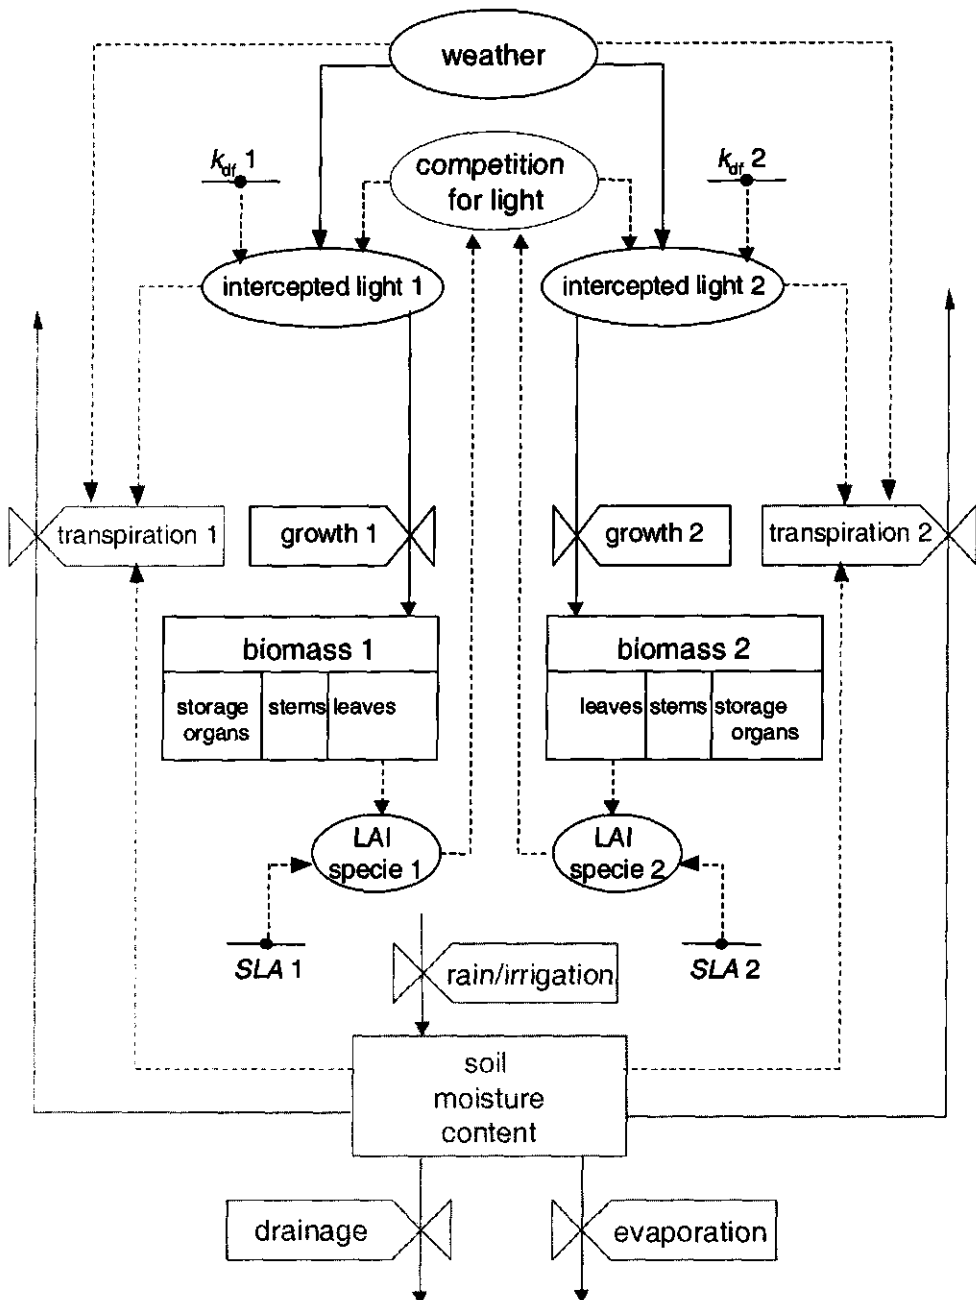 weather
k_df 1
competition
for light
k_df 2
intercepted light 1
intercepted light 2
transpiration 1
growth 1
growth 2
transpiration 2
biomass 1
storage
organs
stems
leaves
biomass 2
leaves
stems
storage
organs
LAI
specie 1
LAI
specie 2
SLA 1
rain/irrigation
SLA 2
soil
moisture
content
drainage
evaporation